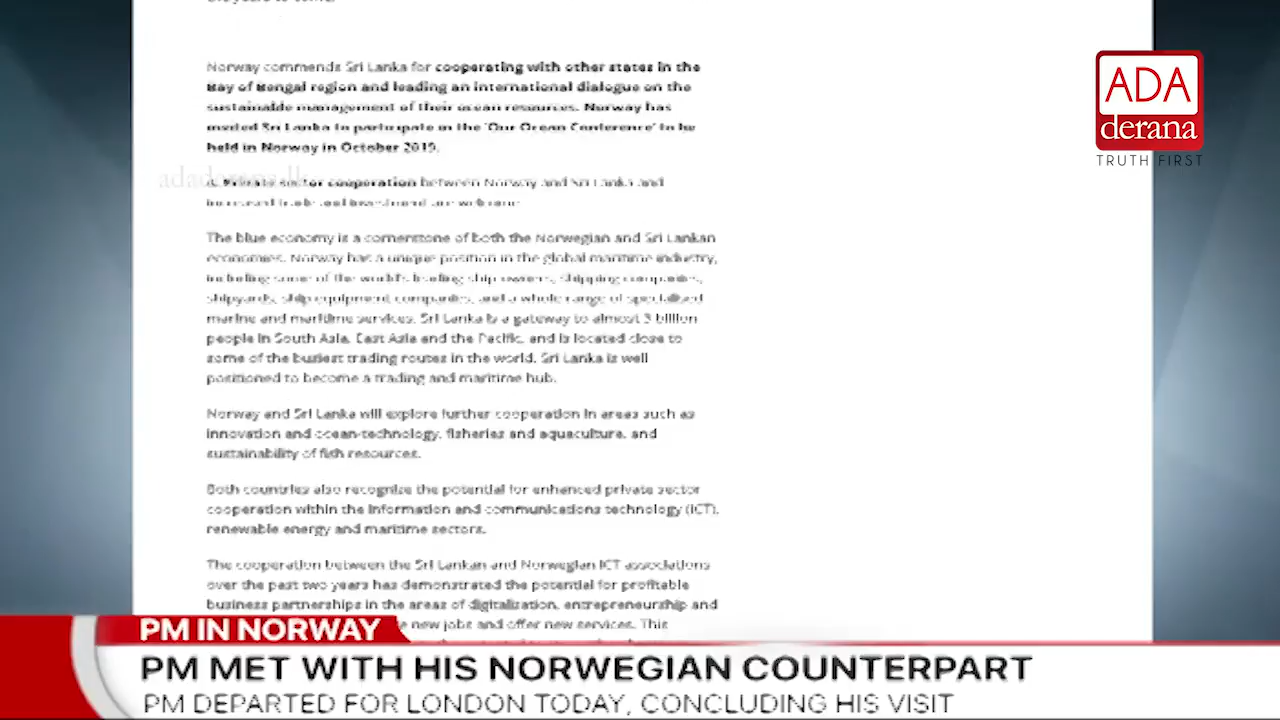 Norway commends Sri Lanka for cooperating with other states in the
Bay of Bengal region and leading an international dialogue on the
sustainable management of their ocean resources. Norway has
invited Sri Lanka to participate in the 'Our Ocean Conference' to be
held in Norway in October 2019.
Private sector cooperation between Norway and Sri Lanka and
increased trade and investment are welcome
The blue economy is a cornerstone of both the Norwegian and Sri Lankan
economies. Norway has a unique position in the global maritime industry,
including some of the world's leading ship owners, shipping companies,
shipyards, ship equipment companies, and a whole range of specialised
marine and maritime services. Sri Lanka is a gateway to almost 3 billion
people in South Asia, East Asia and the Pacific, and is located close to
some of the busiest trading routes in the world. Sri Lanka is well
positioned to become a trading and maritime hub.
Norway and Sri Lanka will explore further cooperation in areas such as
innovation and ocean-technology, fisheries and aquaculture, and
sustainability of fish resources.
Both countries also recognize the potential for enhanced private sector
cooperation within the information and communications technology (ICT),
renewable energy and maritime sectors.
The cooperation between the Sri Lankan and Norwegian ICT associations
over the past two years has demonstrated the potential for profitable
business partnerships in the areas of digitalisation, entrepreneurship and
new jobs and offer new services. This
ADA
derana
TRUTH FIRST
PM IN NORWAY
PM MET WITH HIS NORWEGIAN COUNTERPART
PM DEPARTED FOR LONDON TODAY, CONCLUDING HIS VISIT